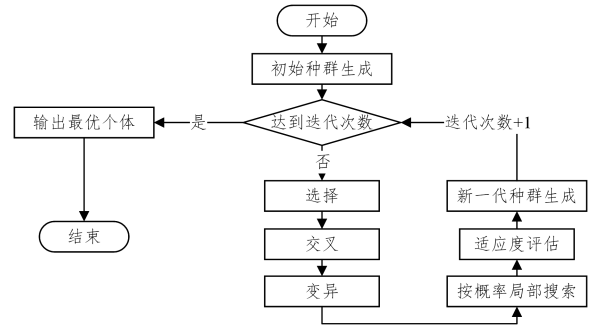 开始
初始种群生成
输出最优个体
是
达到迭代次数
迭代次数+1
否
选择
新一代种群生成
结束
交叉
适应度评估
变异
按概率局部搜索